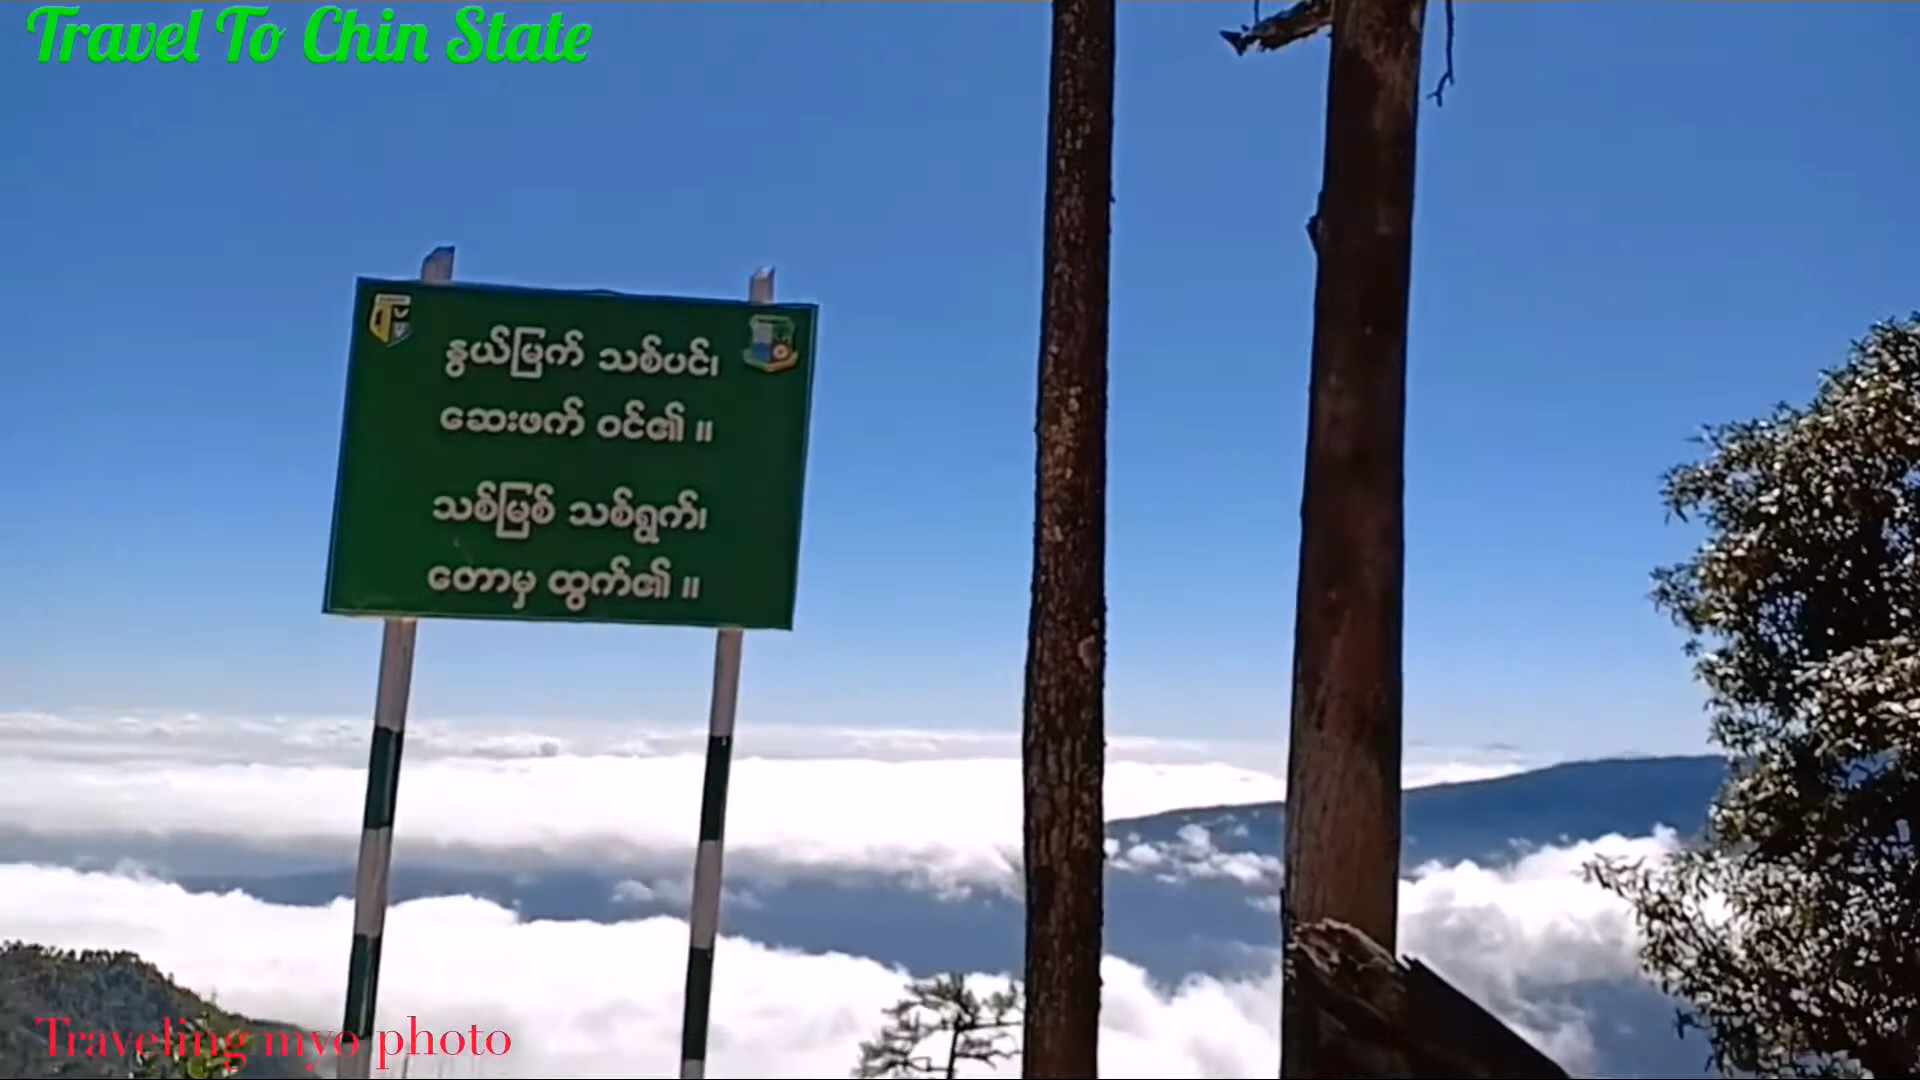 Travel To Chin State
နွယ်မြက် သစ်ပင်၊
ဆေးဖက် ဝင်၏ ။
သစ်မြစ် သစ်ရွက်၊
တောမှ ထွက်၏ ။
Traveling myo photo